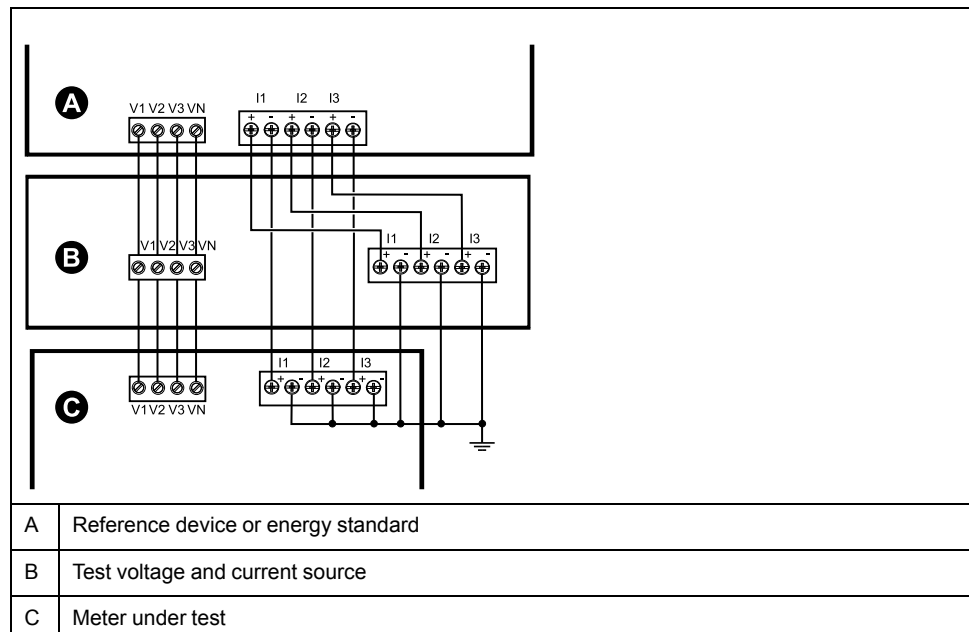 A
V1 V2 V3 VN
I1 I2 I3
+ - + - + -
B
V1 V2 V3 VN
I1 I2 I3
+ - + - + -
C
I1 I2 I3
+ - + - + -
V1 V2 V3 VN
A Reference device or energy standard
B Test voltage and current source
C Meter under test